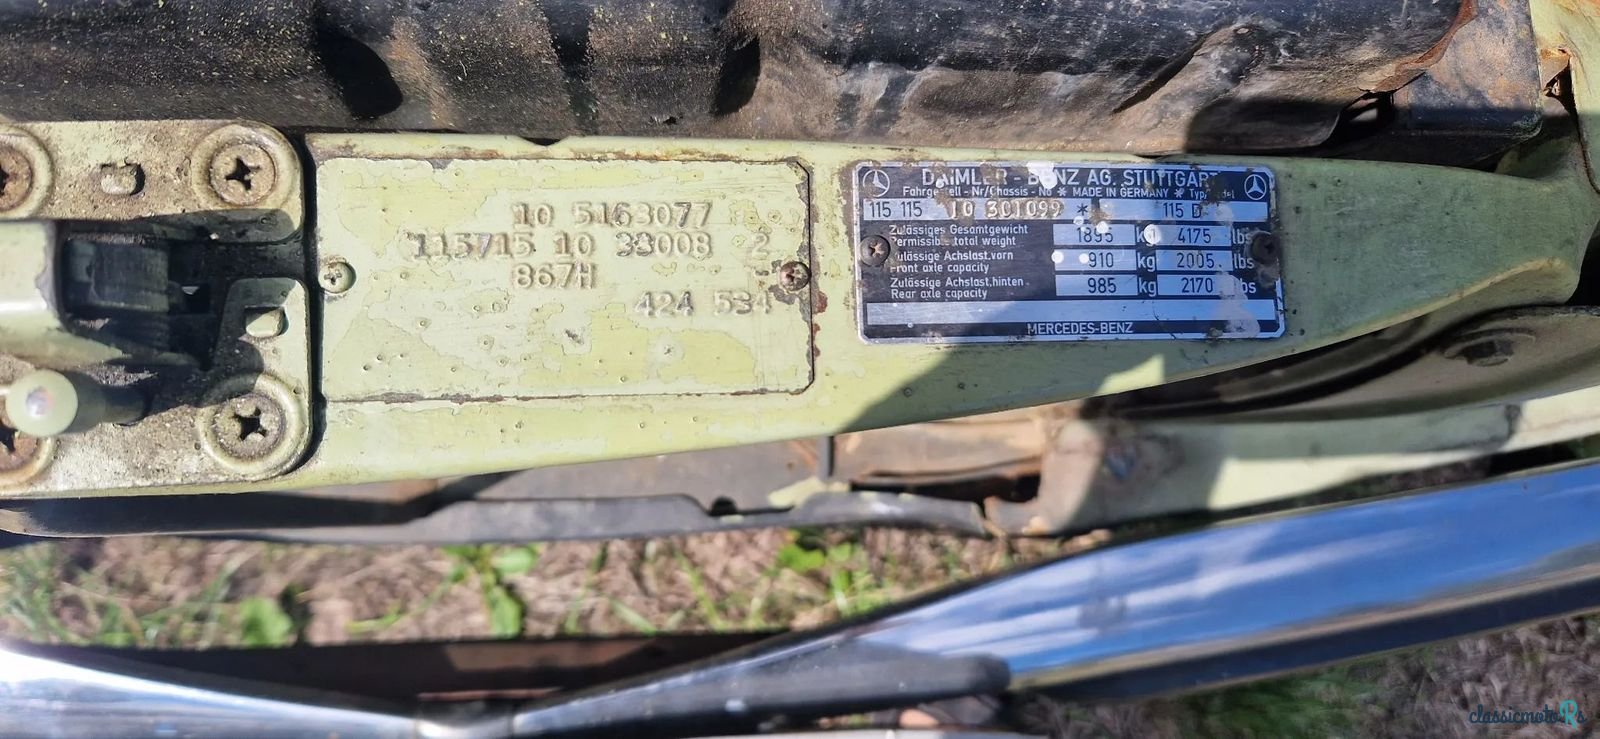 10 5163077
115715 10 33008 2
867H
424 534
DAIMLER - BENZ AG. STUTTGART
Fahrgestell - Nr/Chassis - No * MADE IN GERMANY * Typ/Model
115 115 10 301099 * 115 D
Zulässiges Gesamtgewicht
Permissible total weight
1895 kg 4175 lbs
Zulässige Achslast,vorn
Front axle capacity
910 kg 2005 lbs
Zulässige Achslast,hinten
Rear axle capacity
985 kg 2170 lbs
MERCEDES-BENZ
classicmotoRs